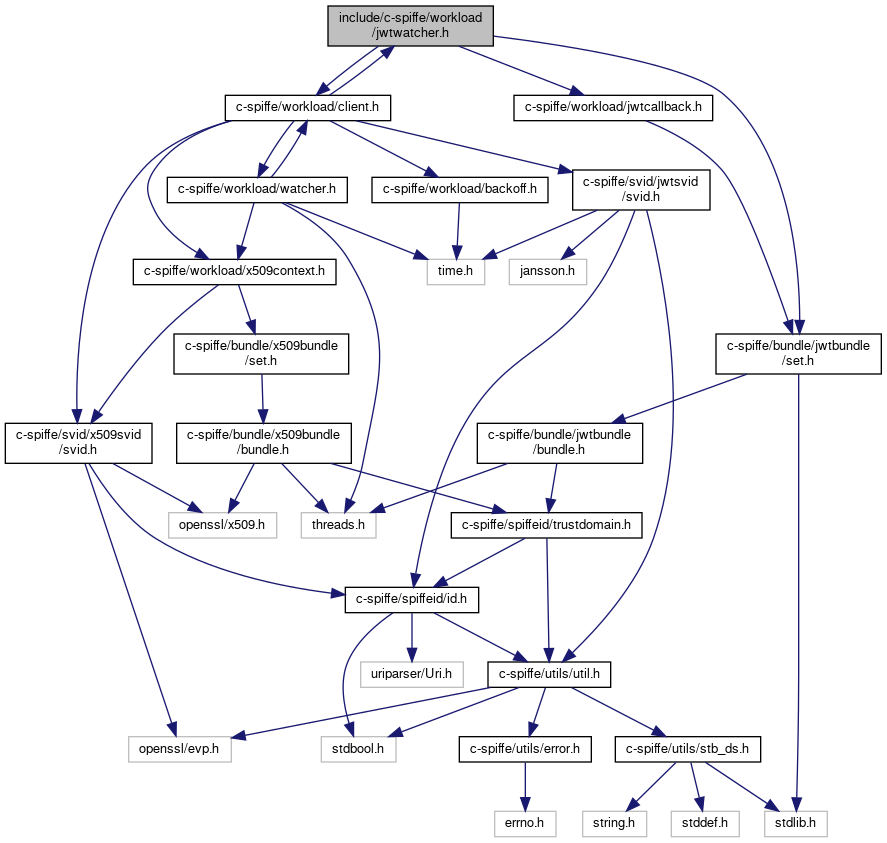 include/c-spiffe/workload
/jwtwatcher.h
c-spiffe/workload/client.h
c-spiffe/workload/jwtcallback.h
c-spiffe/workload/watcher.h
c-spiffe/workload/backoff.h
c-spiffe/svid/jwtsvid
/svid.h
c-spiffe/workload/x509context.h
time.h
jansson.h
c-spiffe/bundle/x509bundle
/set.h
c-spiffe/bundle/jwtbundle
/set.h
c-spiffe/svid/x509svid
/svid.h
c-spiffe/bundle/x509bundle
/bundle.h
c-spiffe/bundle/jwtbundle
/bundle.h
openssl/x509.h
threads.h
c-spiffe/spiffeid/trustdomain.h
c-spiffe/spiffeid/id.h
uriparser/Uri.h
c-spiffe/utils/util.h
openssl/evp.h
stdbool.h
c-spiffe/utils/error.h
c-spiffe/utils/stb_ds.h
errno.h
string.h
stddef.h
stdlib.h